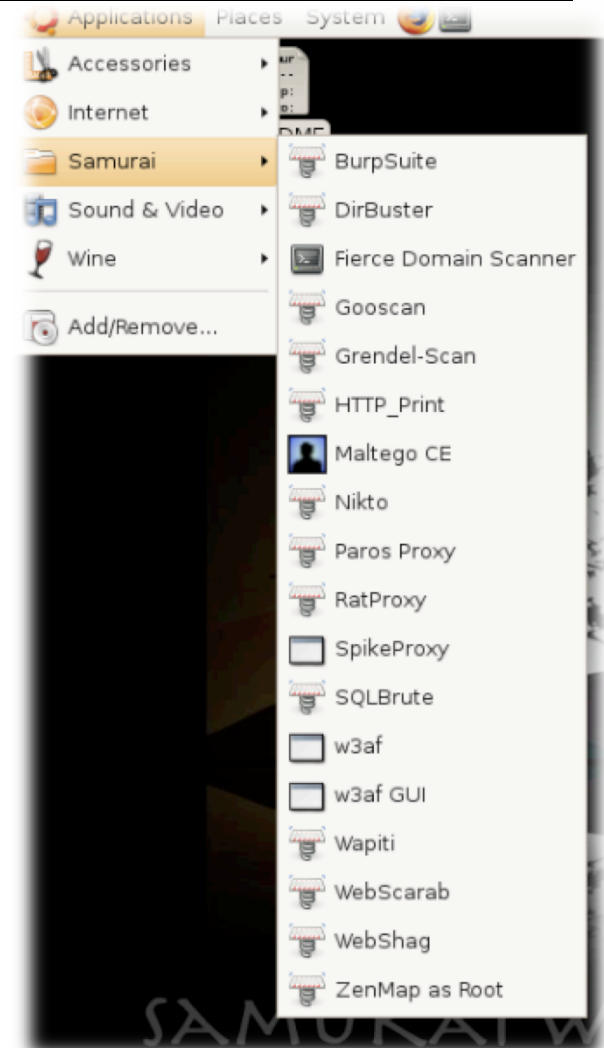 Applications Places System
Accessories
Internet
Samurai
Sound & Video
Wine
Add/Remove...
BurpSuite
DirBuster
Fierce Domain Scanner
Gooscan
Grendel-Scan
HTTP_Print
Maltego CE
Nikto
Paros Proxy
RatProxy
SpikeProxy
SQLBrute
w3af
w3af GUI
Wapiti
WebScarab
WebShag
ZenMap as Root
SAMURAI W